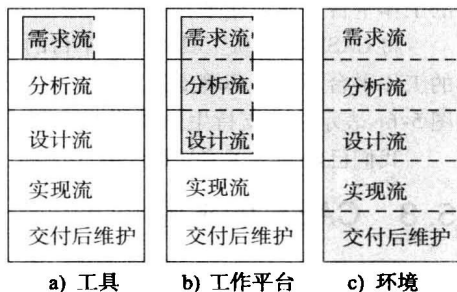 需求流
分析流
设计流
实现流
交付后维护
需求流
分析流
设计流
实现流
交付后维护
需求流
分析流
设计流
实现流
交付后维护
a) 工具
b) 工作平台
c) 环境